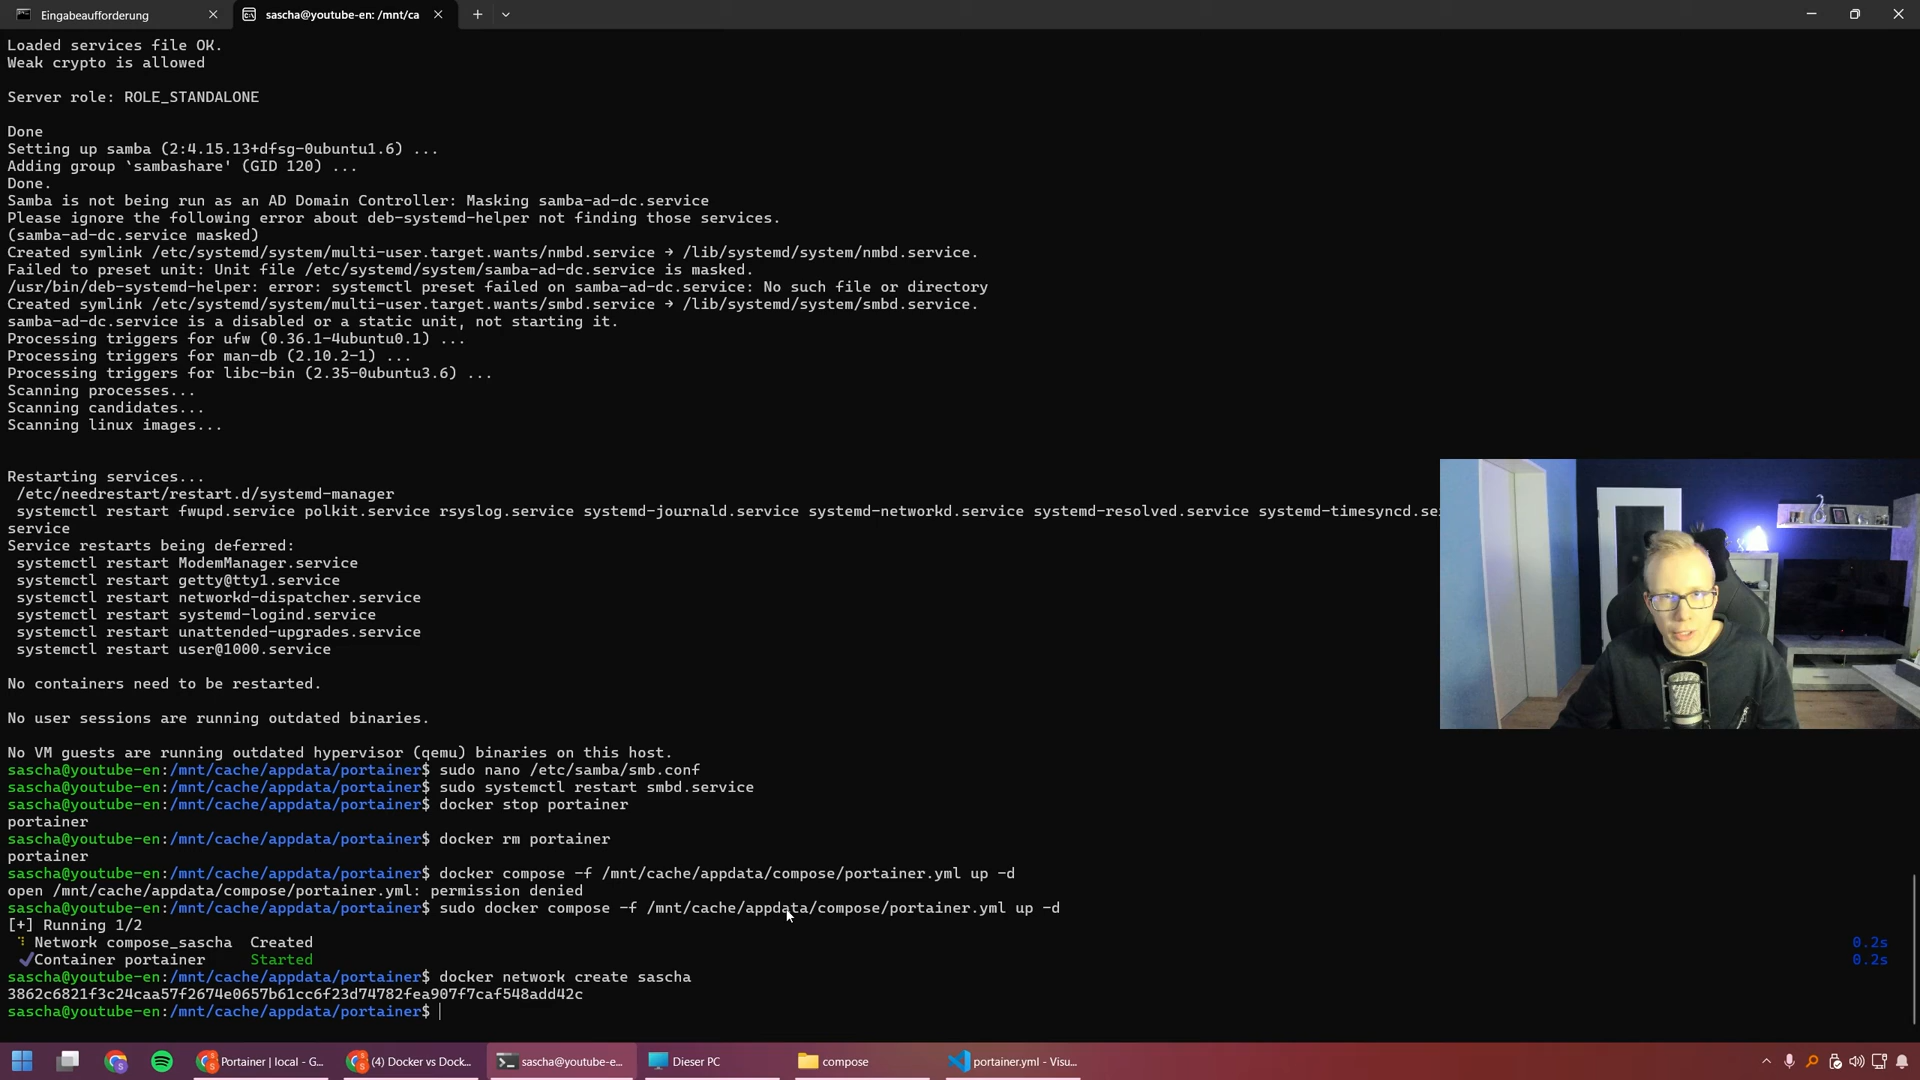 Eingabeaufforderung
sascha@youtube-en: /mnt/ca
Loaded services file OK.
Weak crypto is allowed
Server role: ROLE_STANDALONE
Done
Setting up samba (2:4.15.13+dfsg-0ubuntu1.6) ...
Adding group `sambashare' (GID 120) ...
Done.
Samba is not being run as an AD Domain Controller: Masking samba-ad-dc.service
Please ignore the following error about deb-systemd-helper not finding those services.
(samba-ad-dc.service masked)
Created symlink /etc/systemd/system/multi-user.target.wants/nmbd.service → /lib/systemd/system/nmbd.service.
Failed to preset unit: Unit file /etc/systemd/system/samba-ad-dc.service is masked.
/usr/bin/deb-systemd-helper: error: systemctl preset failed on samba-ad-dc.service: No such file or directory
Created symlink /etc/systemd/system/multi-user.target.wants/smbd.service → /lib/systemd/system/smbd.service.
samba-ad-dc.service is a disabled or a static unit, not starting it.
Processing triggers for ufw (0.36.1-4ubuntu0.1) ...
Processing triggers for man-db (2.10.2-1) ...
Processing triggers for libc-bin (2.35-0ubuntu3.6) ...
Scanning processes...
Scanning candidates...
Scanning linux images...
Restarting services...
/etc/needrestart/restart.d/systemd-manager
systemctl restart fwupd.service polkit.service rsyslog.service systemd-journald.service systemd-networkd.service systemd-resolved.service systemd-timesyncd.se
service
Service restarts being deferred:
systemctl restart ModemManager.service
systemctl restart getty@tty1.service
systemctl restart networkd-dispatcher.service
systemctl restart systemd-logind.service
systemctl restart unattended-upgrades.service
systemctl restart user@1000.service
No containers need to be restarted.
No user sessions are running outdated binaries.
No VM guests are running outdated hypervisor (qemu) binaries on this host.
sascha@youtube-en:/mnt/cache/appdata/portainer$ sudo nano /etc/samba/smb.conf
sascha@youtube-en:/mnt/cache/appdata/portainer$ sudo systemctl restart smbd.service
sascha@youtube-en:/mnt/cache/appdata/portainer$ docker stop portainer
portainer
sascha@youtube-en:/mnt/cache/appdata/portainer$ docker rm portainer
portainer
sascha@youtube-en:/mnt/cache/appdata/portainer$ docker compose -f /mnt/cache/appdata/compose/portainer.yml up -d
open /mnt/cache/appdata/compose/portainer.yml: permission denied
sascha@youtube-en:/mnt/cache/appdata/portainer$ sudo docker compose -f /mnt/cache/appdata/compose/portainer.yml up -d
[+] Running 1/2
Network compose_sascha Created 0.2s
✓Container portainer Started 0.2s
sascha@youtube-en:/mnt/cache/appdata/portainer$ docker network create sascha
3862c6821f3c24caa57f2674e0657b61cc6f23d74782fea907f7caf548add42c
sascha@youtube-en:/mnt/cache/appdata/portainer$
Portainer | local - G...
(4) Docker vs Dock...
sascha@youtube-e...
Dieser PC
compose
portainer.yml - Visu...